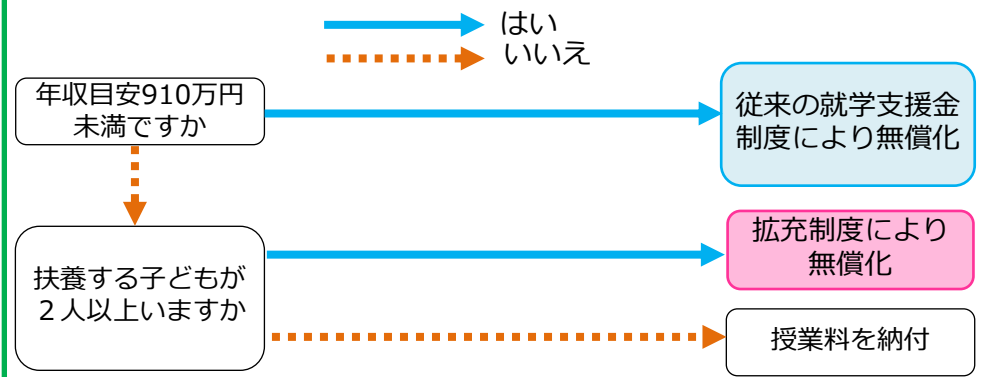 はい
いいえ
年収目安910万円
未満ですか
従来の就学支援金
制度により無償化
扶養する子どもが
２人以上いますか
拡充制度により
無償化
授業料を納付